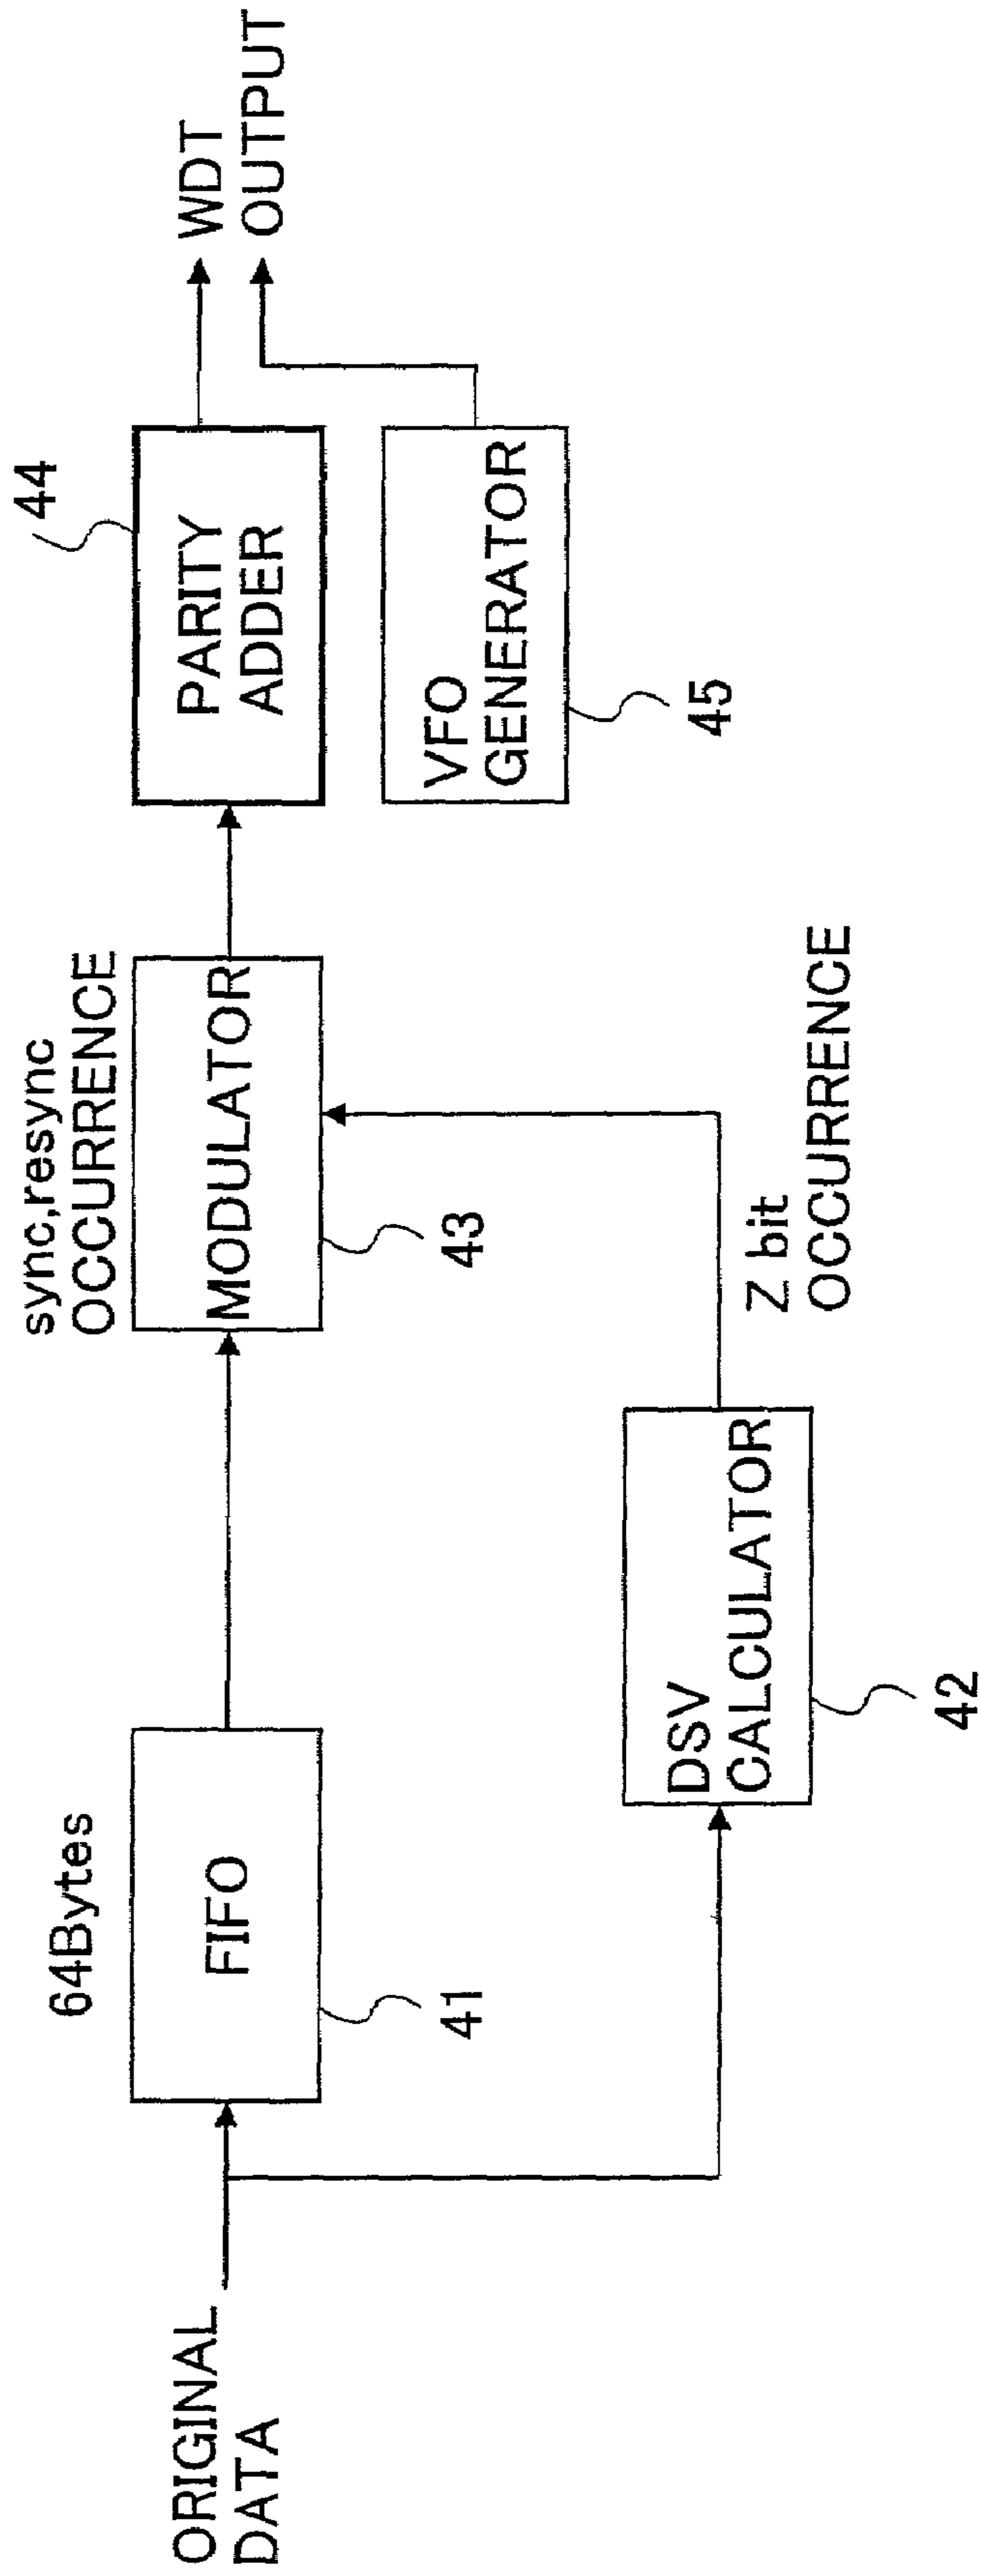 ORIGINAL
DATA
64Bytes
FIFO
41
DSV
CALCULATOR
42
Z bit
OCCURRENCE
sync,resync
OCCURRENCE
MODULATOR
43
PARITY
ADDER
44
VFO
GENERATOR
45
WDT
OUTPUT